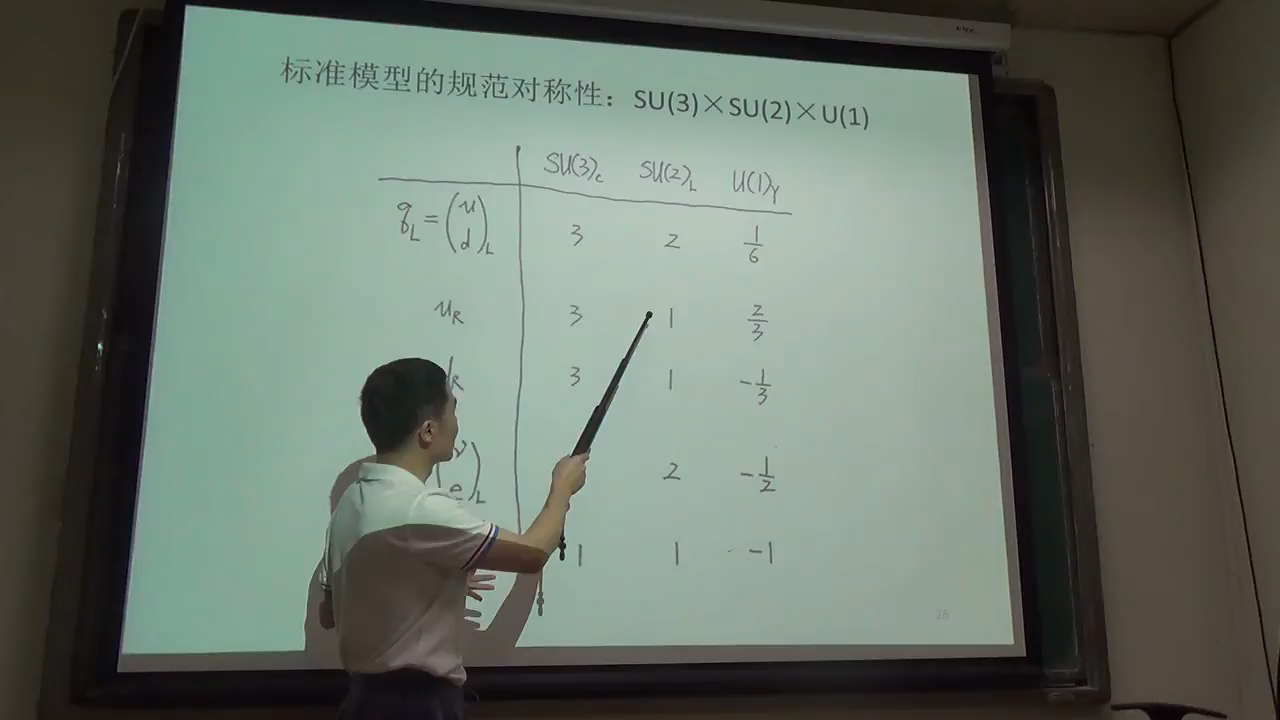 标准模型的规范对称性：SU(3)×SU(2)×U(1)
SU(3)c SU(2)L U(1)Y
qL = (u d)L 3 2 1/6
uR 3 1 2/3
R 3 1 -1/3
(ν e)L 2 -1/2
1 1 -1
26